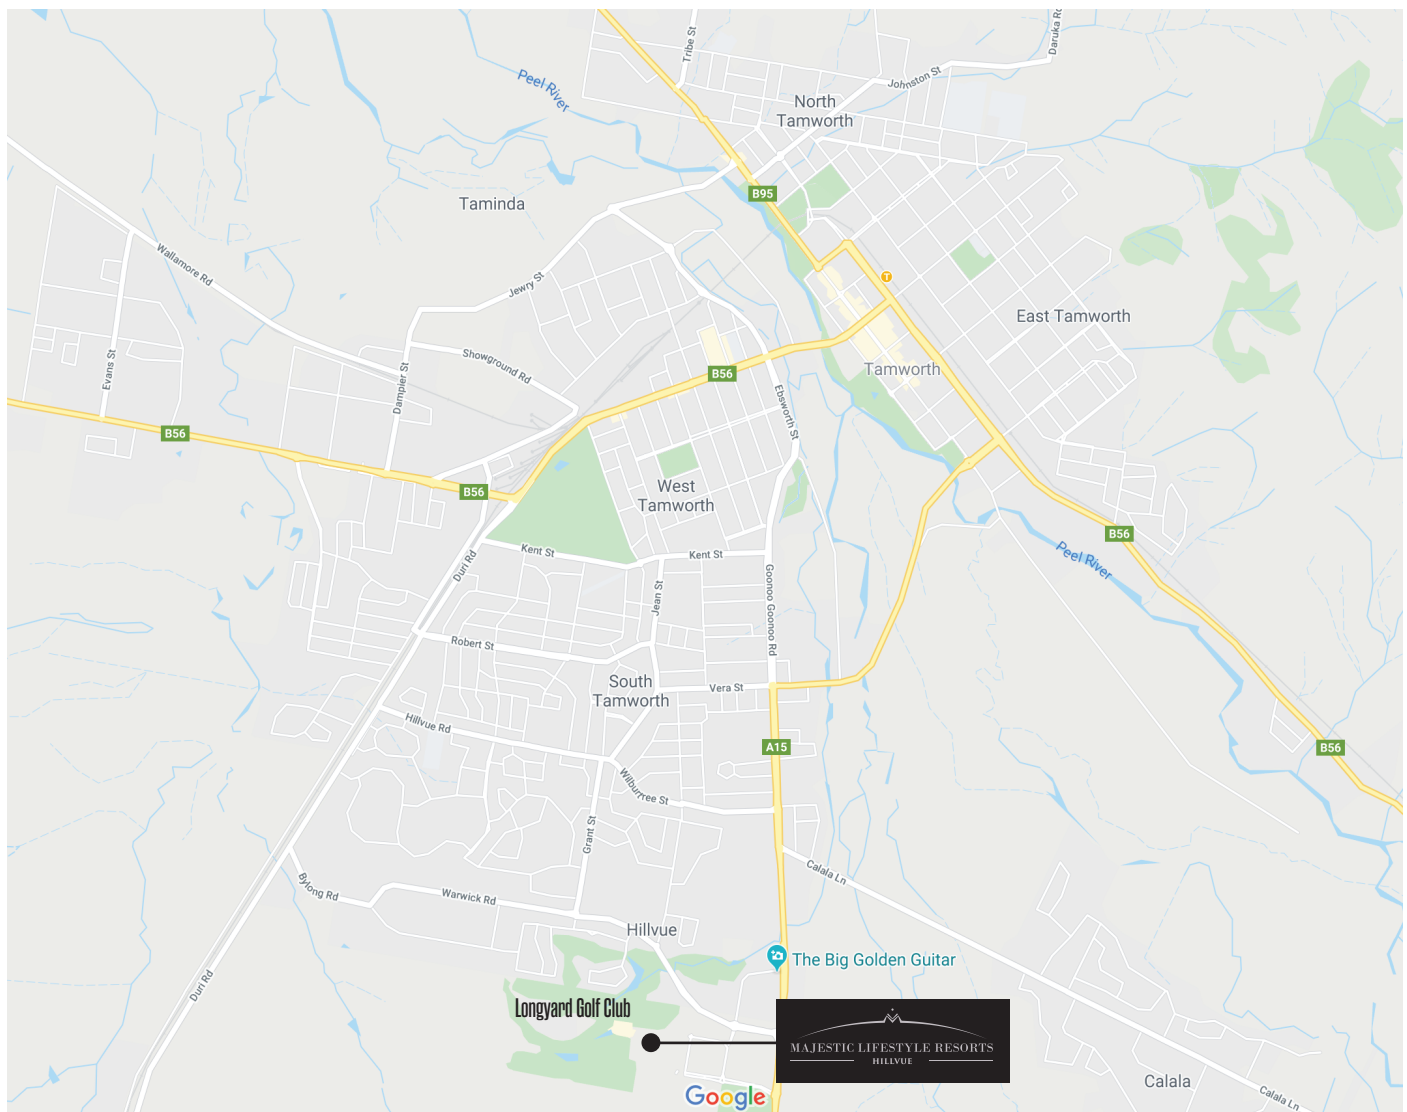 Tribe St
Daruka Rd
Peel River
Johnston St
North
Tamworth
B95
Taminda
Wallamore Rd
Jewry St
T
East Tamworth
Showground Rd
Evans St
Dampier St
B56
Tamworth
Ebsworth St
B56
B56
West
Tamworth
B56
Kent St
Kent St
Peel River
Duri Rd
Jean St
Goonoo Goonoo Rd
Robert St
South
Tamworth
Vera St
Hillvue Rd
A15
B56
Wilburtree St
Grant St
Calala Ln
Bylong Rd
Warwick Rd
Hillvue
The Big Golden Guitar
Duri Rd
Longyard Golf Club
MAJESTIC LIFESTYLE RESORTS
HILLVUE
Calala
Calala Ln
Google